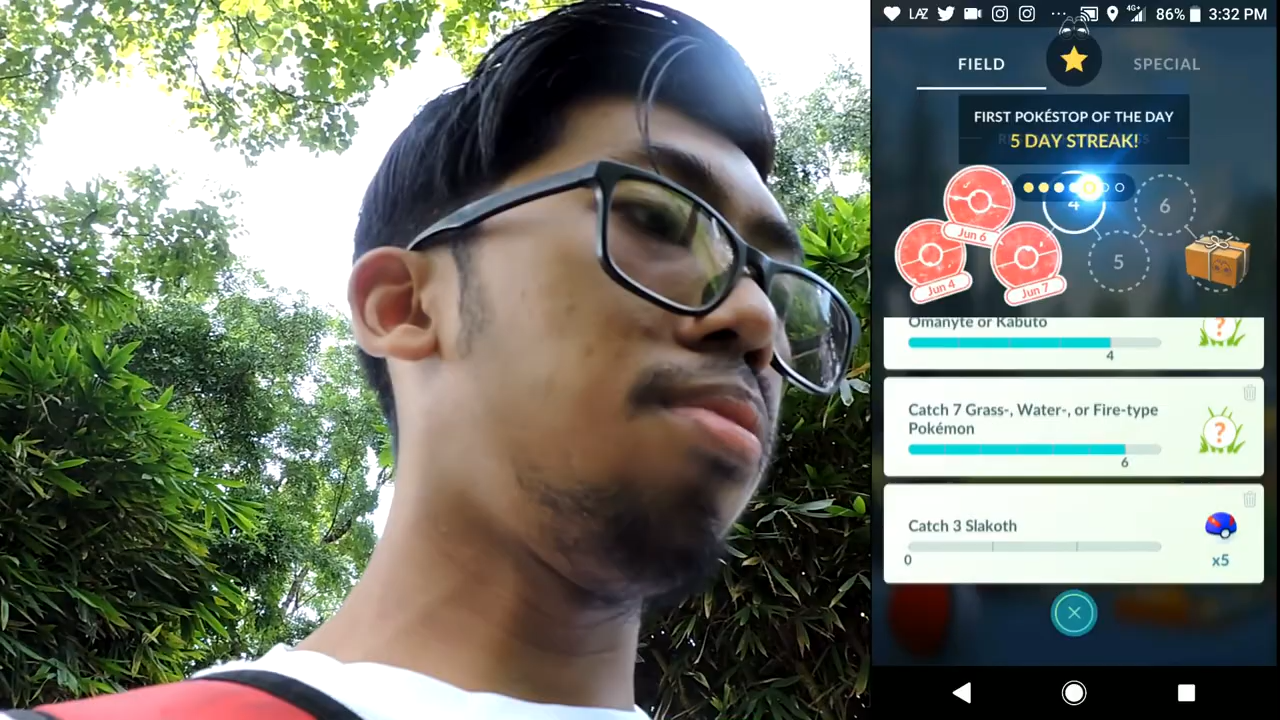 LAZ
4G+
86%
3:32 PM
FIELD
SPECIAL
FIRST POKÉSTOP OF THE DAY
5 DAY STREAK!
4
6
Jun 6
5
Jun 4
Jun 7
Omanyte or Kabuto
4
Catch 7 Grass-, Water-, or Fire-type
Pokémon
6
Catch 3 Slakoth
0
x5